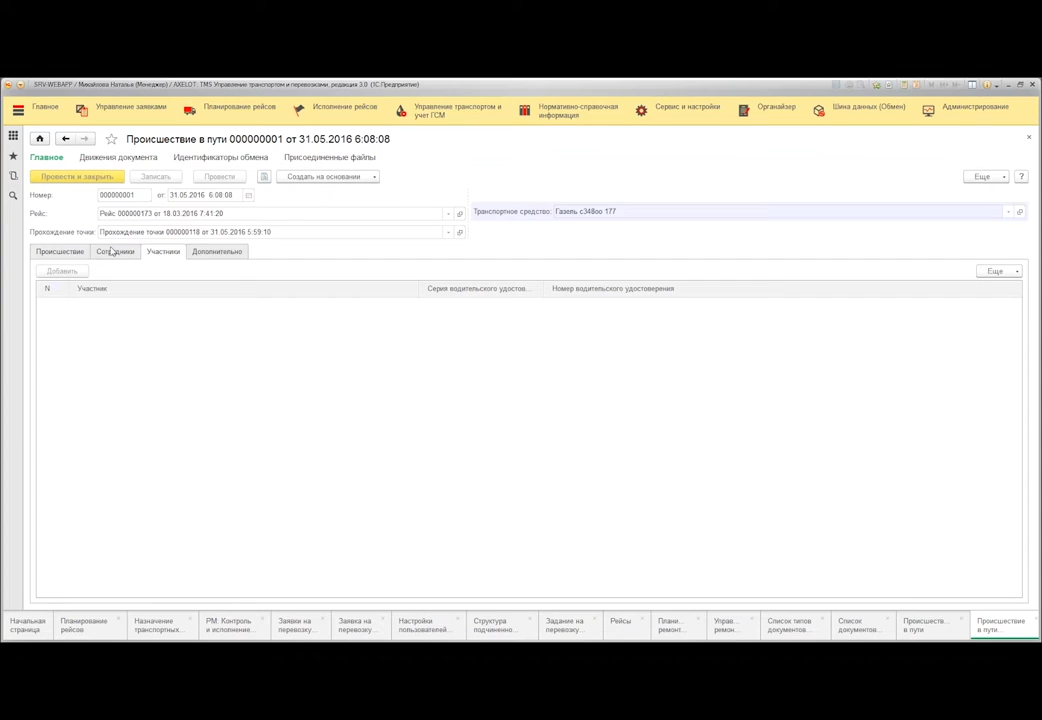 SRV-WEBAPP / Михайлова Наталья (Менеджер) / AXELOT: TMS Управление транспортом и перевозками, редакция 3.0 (1С:Предприятие)
Главное
Управление заявками
Планирование рейсов
Исполнение рейсов
Управление транспортом и учет ГСМ
Нормативно-справочная информация
Сервис и настройки
Органайзер
Шина данных (Обмен)
Администрирование
Происшествие в пути 000000001 от 31.05.2016 6:08:08
Главное Движения документа Идентификаторы обмена Присоединенные файлы
Провести и закрыть Записать Провести Создать на основании Еще ?
Номер: 000000001 от: 31.05.2016 6:08:08
Рейс: Рейс 000000173 от 18.03.2016 7:41:20 Транспортное средство: Газель с348оо 177
Прохождение точки: Прохождение точки 000000118 от 31.05.2016 5:59:10
Происшествие Сотрудники Участники Дополнительно
Добавить Еще
N Участник Серия водительского удостов... Номер водительского удостоверения
Начальная страница
Планирование рейсов
Назначение транспортных...
РМ. Контроль и исполнение...
Заявки на перевозку...
Заявка на перевозку...
Настройки пользователей...
Структура подчиненно...
Задание на перевозку...
Рейсы
Плани... ремонт...
Управ... ремон...
Список типов документов...
Список документов...
Происшеств... в пути
Происшествие в пути...